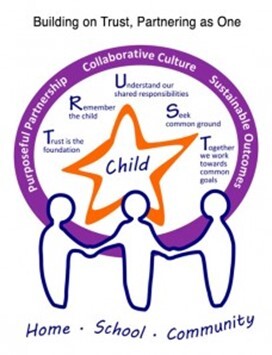 Building on Trust, Partnering as One
Purposeful Partnership
Collaborative Culture
Sustainable Outcomes
Trust is the
foundation
Remember
the child
Understand our
shared responsibilities
Seek
common ground
Together
we work
towards
common
goals
Child
Home · School · Community